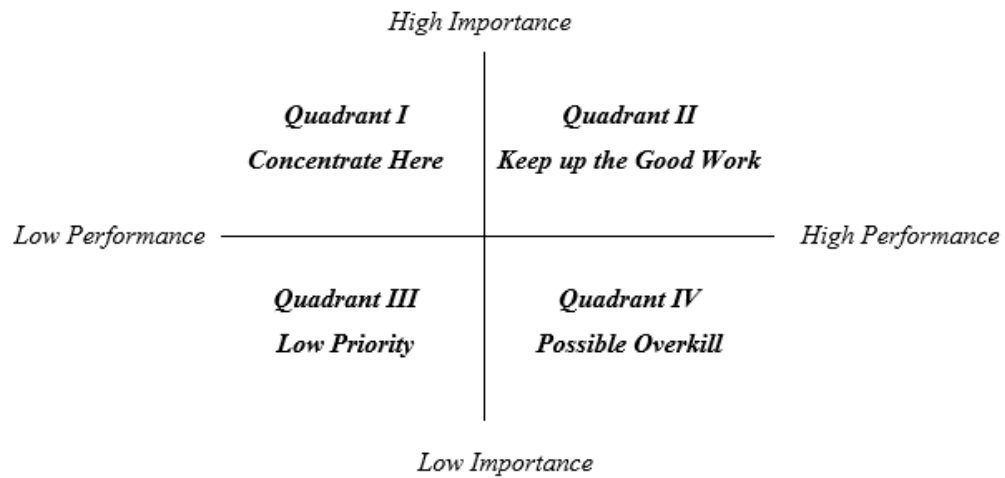 High Importance
Quadrant I
Concentrate Here
Quadrant II
Keep up the Good Work
Low Performance
High Performance
Quadrant III
Low Priority
Quadrant IV
Possible Overkill
Low Importance